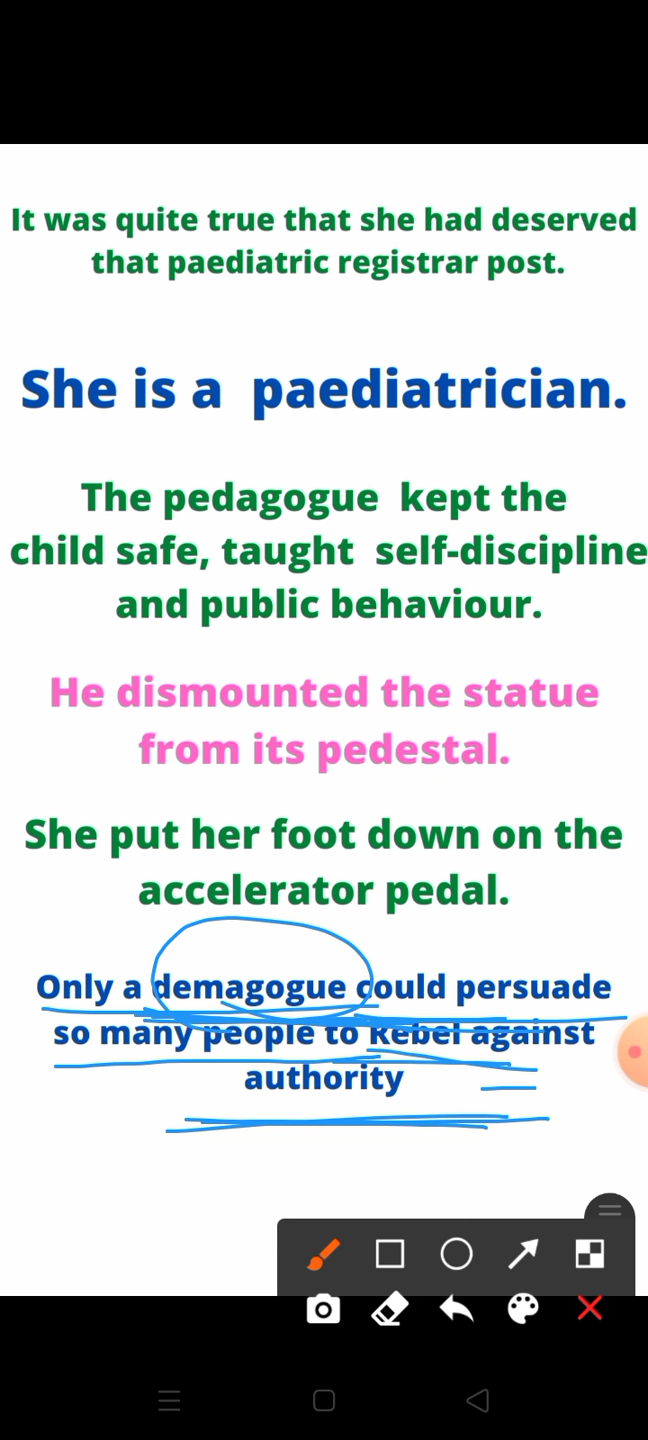 It was quite true that she had deserved
that paediatric registrar post.
She is a paediatrician.
The pedagogue kept the
child safe, taught self-discipline
and public behaviour.
He dismounted the statue
from its pedestal.
She put her foot down on the
accelerator pedal.
Only a demagogue could persuade
so many people to Rebel against
authority